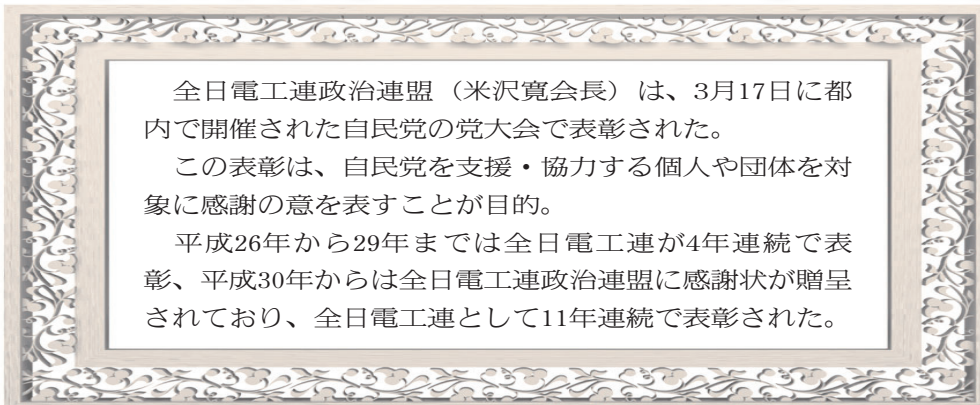 全日電工連政治連盟（米沢寛会長）は、3月17日に都
内で開催された自民党の党大会で表彰された。
　この表彰は、自民党を支援・協力する個人や団体を対
象に感謝の意を表すことが目的。
　平成26年から29年までは全日電工連が4年連続で表
彰、平成30年からは全日電工連政治連盟に感謝状が贈呈
されており、全日電工連として11年連続で表彰された。